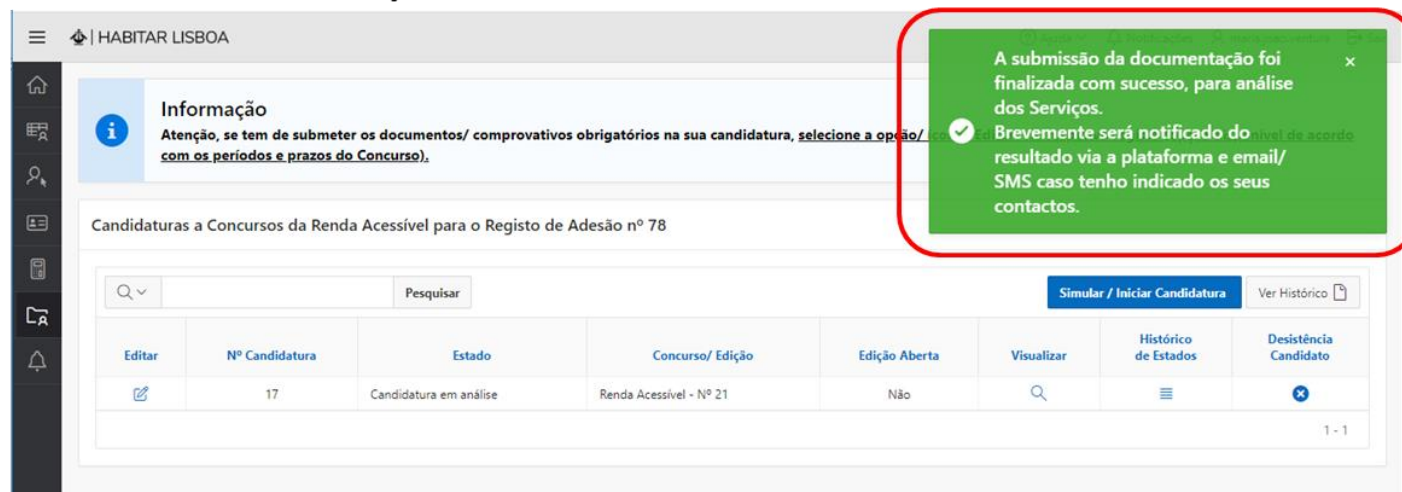 HABITAR LISBOA
A submissão da documentação foi
finalizada com sucesso, para análise
dos Serviços.
Brevemente será notificado do
resultado via a plataforma e email/
SMS caso tenho indicado os seus
contactos.
Informação
Atenção, se tem de submeter os documentos/ comprovativos obrigatórios na sua candidatura, selecione a opção/
nível de acordo
com os períodos e prazos do Concurso).
Candidaturas a Concursos da Renda Acessível para o Registo de Adesão nº 78
Pesquisar
Simular / Iniciar Candidatura
Ver Histórico
Editar Nº Candidatura Estado Concurso/ Edição Edição Aberta Visualizar Histórico de Estados Desistência Candidato
17 Candidatura em análise Renda Acessível - Nº 21 Não
1 - 1